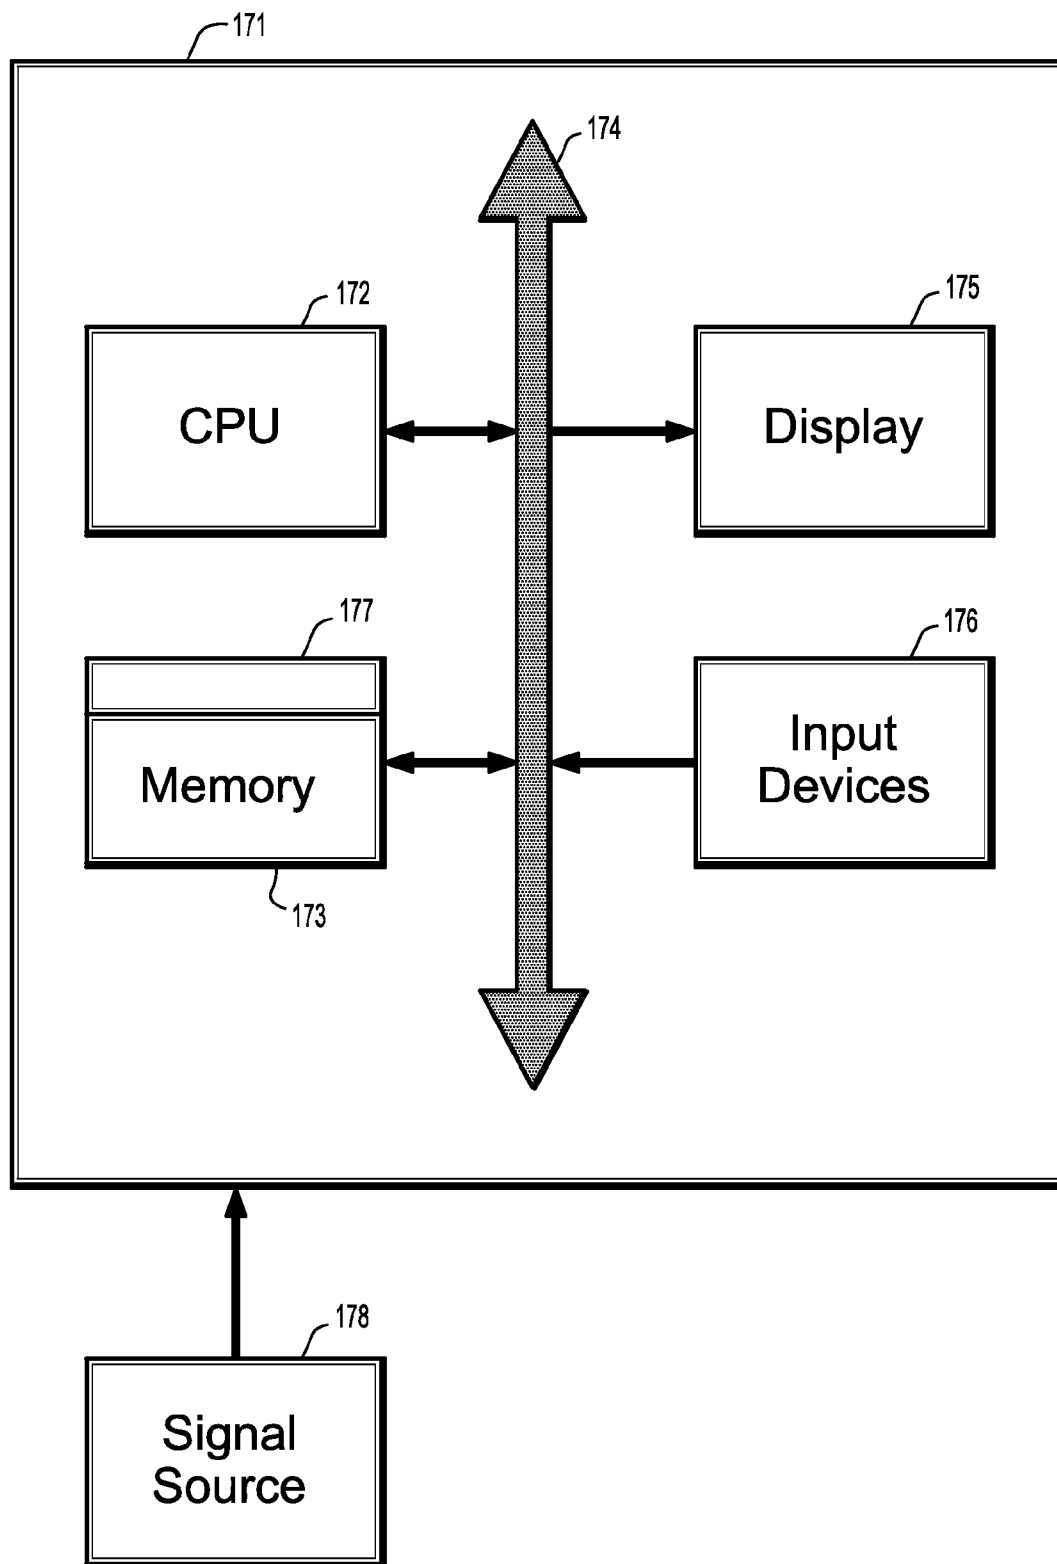 171
174
172
CPU
175
Display
177
Memory
173
176
Input
Devices
178
Signal
Source